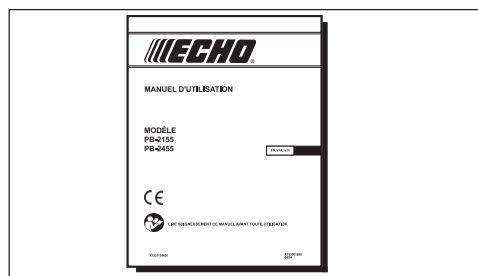 ECHO®
MANUEL D'UTILISATION
MODÈLE
PB-2155
PB-2455
FRANÇAIS
CE
LIRE SOIGNEUSEMENT CE MANUEL AVANT TOUTE UTILISATION